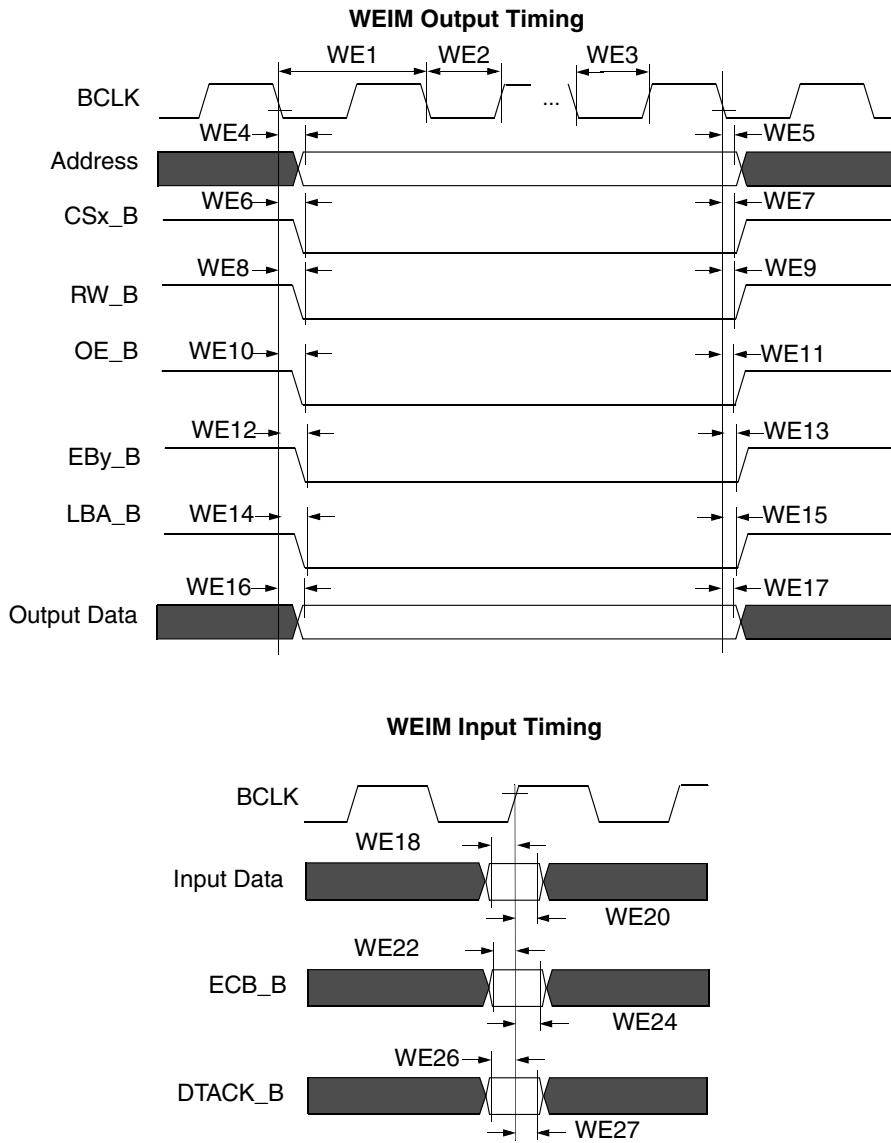 WEIM Output Timing
WE1 WE2 WE3
BCLK ...
WE4 WE5
Address
WE6 WE7
CSx_B
WE8 WE9
RW_B
OE_B WE10 WE11
WE12 WE13
EBy_B
LBA_B WE14 WE15
WE16 WE17
Output Data
WEIM Input Timing
BCLK
WE18
Input Data
WE20
WE22
ECB_B
WE24
WE26
DTACK_B
WE27